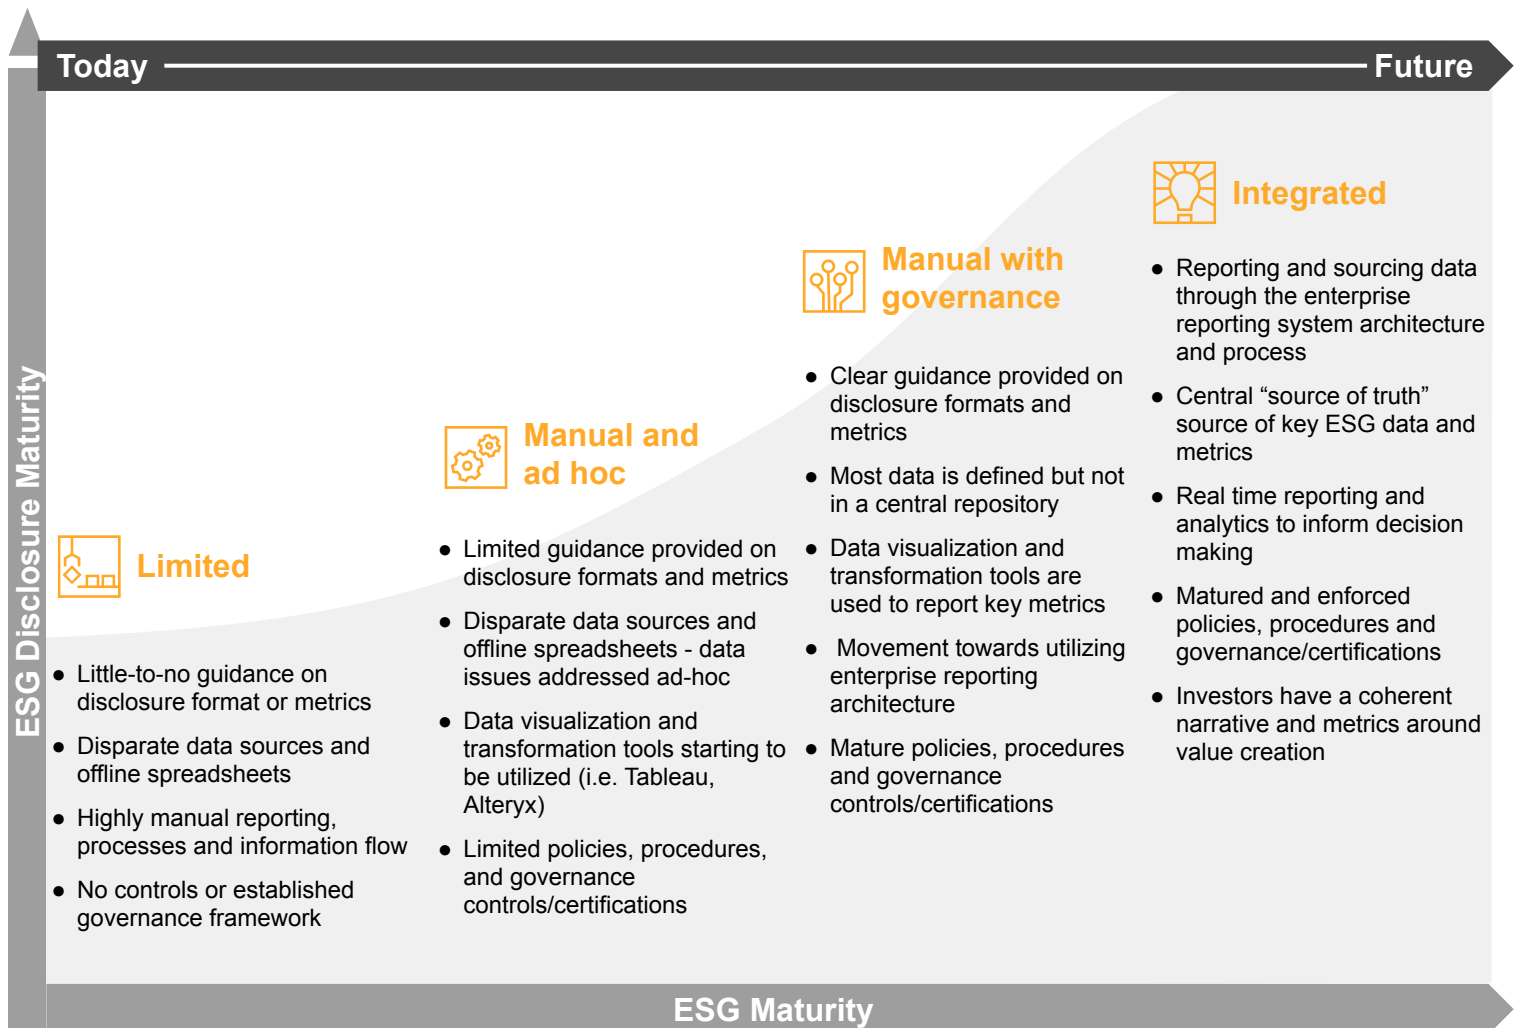 Today
Future
ESG Disclosure Maturity
Limited
● Little-to-no guidance on
disclosure format or metrics
● Disparate data sources and
offline spreadsheets
● Highly manual reporting,
processes and information flow
● No controls or established
governance framework
Manual and
ad hoc
● Limited guidance provided on
disclosure formats and metrics
● Disparate data sources and
offline spreadsheets - data
issues addressed ad-hoc
● Data visualization and
transformation tools starting to
be utilized (i.e. Tableau,
Alteryx)
● Limited policies, procedures,
and governance
controls/certifications
Manual with
governance
● Clear guidance provided on
disclosure formats and
metrics
● Most data is defined but not
in a central repository
● Data visualization and
transformation tools are
used to report key metrics
● Movement towards utilizing
enterprise reporting
architecture
● Mature policies, procedures
and governance
controls/certifications
Integrated
● Reporting and sourcing data
through the enterprise
reporting system architecture
and process
● Central “source of truth”
source of key ESG data and
metrics
● Real time reporting and
analytics to inform decision
making
● Matured and enforced
policies, procedures and
governance/certifications
● Investors have a coherent
narrative and metrics around
value creation
ESG Maturity